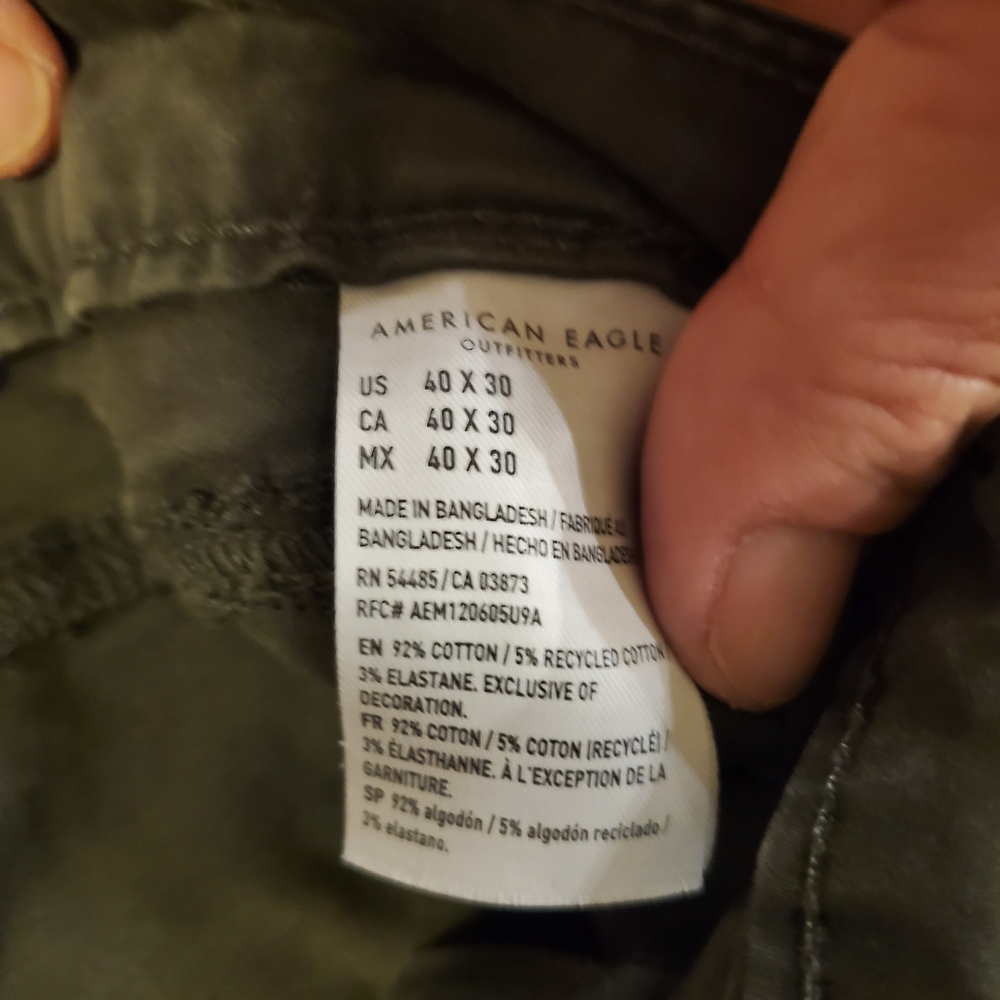 AMERICAN EAGLE
OUTFITTERS
US 40 X 30
CA 40 X 30
MX 40 X 30
MADE IN BANGLADESH / FABRIQUÉ AU
BANGLADESH / HECHO EN BANGLADESH
RN 54485 / CA 03873
RFC# AEM120605U9A
EN 92% COTTON / 5% RECYCLED COTTON
3% ELASTANE. EXCLUSIVE OF
DECORATION.
FR 92% COTON / 5% COTON (RECYCLÉ) /
3% ÉLASTHANNE. À L'EXCEPTION DE LA
GARNITURE.
SP 92% algodón / 5% algodón reciclado /
3% elastano.